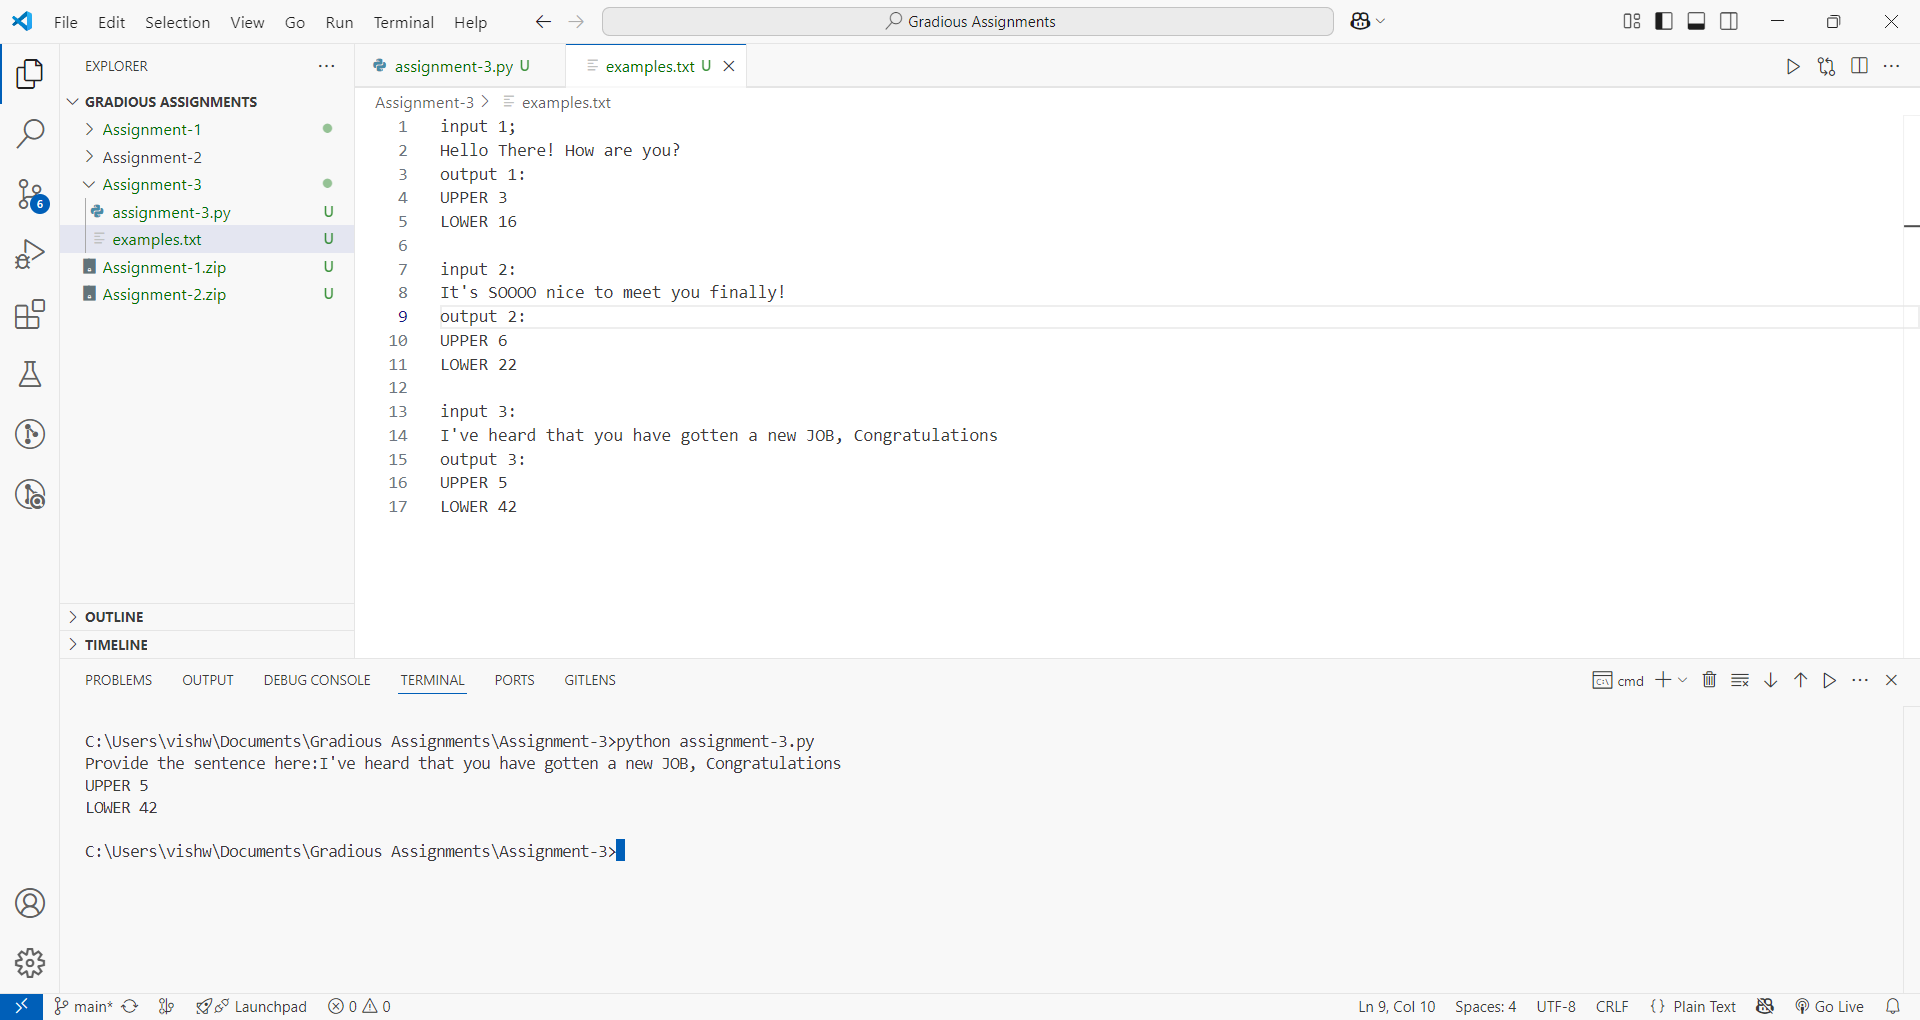 File Edit Selection View Go Run Terminal Help
Gradious Assignments
EXPLORER
GRADIOUS ASSIGNMENTS
Assignment-1
Assignment-2
Assignment-3
assignment-3.py U
examples.txt U
Assignment-1.zip U
Assignment-2.zip U
OUTLINE
TIMELINE
6
assignment-3.py U
examples.txt U
Assignment-3 > examples.txt
1 input 1;
2 Hello There! How are you?
3 output 1:
4 UPPER 3
5 LOWER 16
6
7 input 2:
8 It's SOOOO nice to meet you finally!
9 output 2:
10 UPPER 6
11 LOWER 22
12
13 input 3:
14 I've heard that you have gotten a new JOB, Congratulations
15 output 3:
16 UPPER 5
17 LOWER 42
PROBLEMS OUTPUT DEBUG CONSOLE TERMINAL PORTS GITLENS
cmd
C:\Users\vishw\Documents\Gradious Assignments\Assignment-3>python assignment-3.py
Provide the sentence here:I've heard that you have gotten a new JOB, Congratulations
UPPER 5
LOWER 42
C:\Users\vishw\Documents\Gradious Assignments\Assignment-3>
main* Launchpad 0 0 Ln 9, Col 10 Spaces: 4 UTF-8 CRLF {} Plain Text Go Live